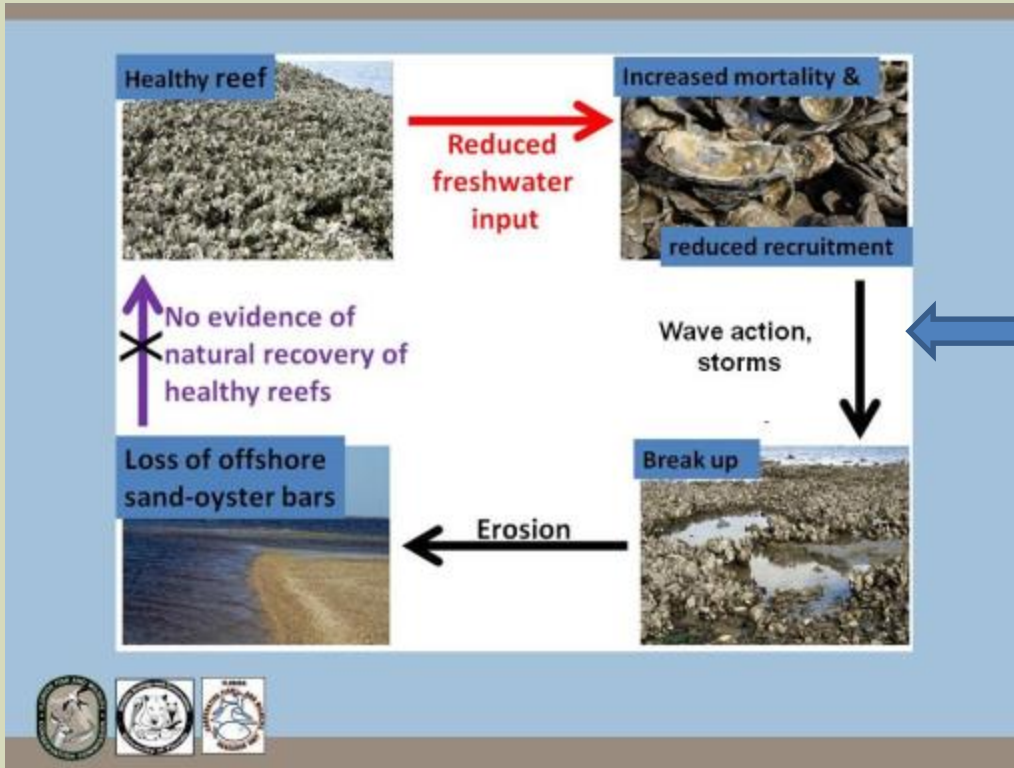 Healthy reef
Increased mortality &
reduced recruitment
Reduced
freshwater
input
Wave action,
storms
Break up
Erosion
Loss of offshore
sand-oyster bars
No evidence of
natural recovery of
healthy reefs